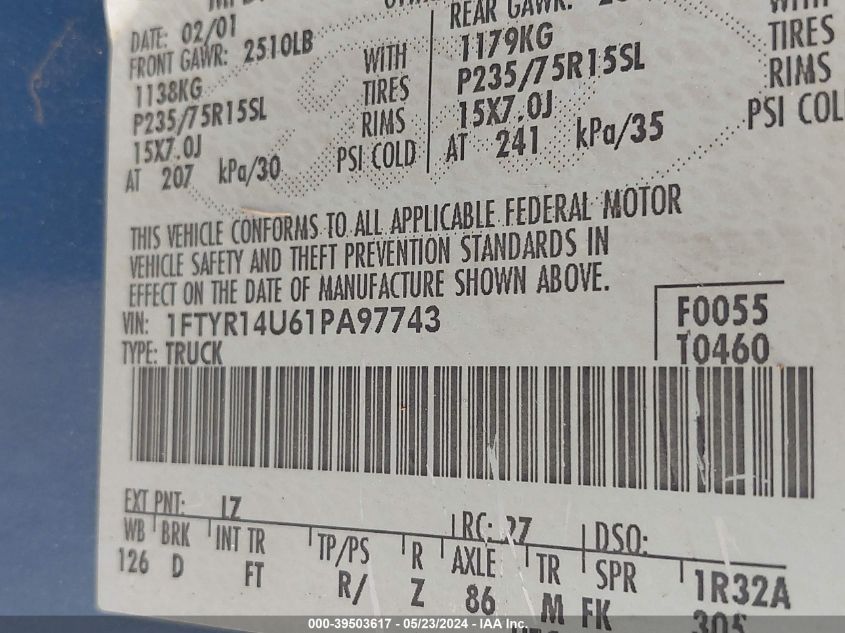 DATE: 02/01
FRONT GAWR: 2510LB
1138KG WITH
P235/75R15SL TIRES
15X7.0J RIMS
AT 207 kPa/30 PSI COLD
REAR GAWR:
1179KG WITH
P235/75R15SL TIRES
15X7.0J RIMS
AT 241 kPa/35 PSI COL
THIS VEHICLE CONFORMS TO ALL APPLICABLE FEDERAL MOTOR
VEHICLE SAFETY AND THEFT PREVENTION STANDARDS IN
EFFECT ON THE DATE OF MANUFACTURE SHOWN ABOVE.
VIN: 1FTYR14U61PA97743
TYPE: TRUCK
F0055
T0460
EXT PNT: LZ RC: 27 DSO:
WB BRK INT TR TP/PS R AXLE TR SPR 1R32A
126 D FT R/ Z 86 M FK 305
000-39503617 - 05/23/2024 - IAA Inc.